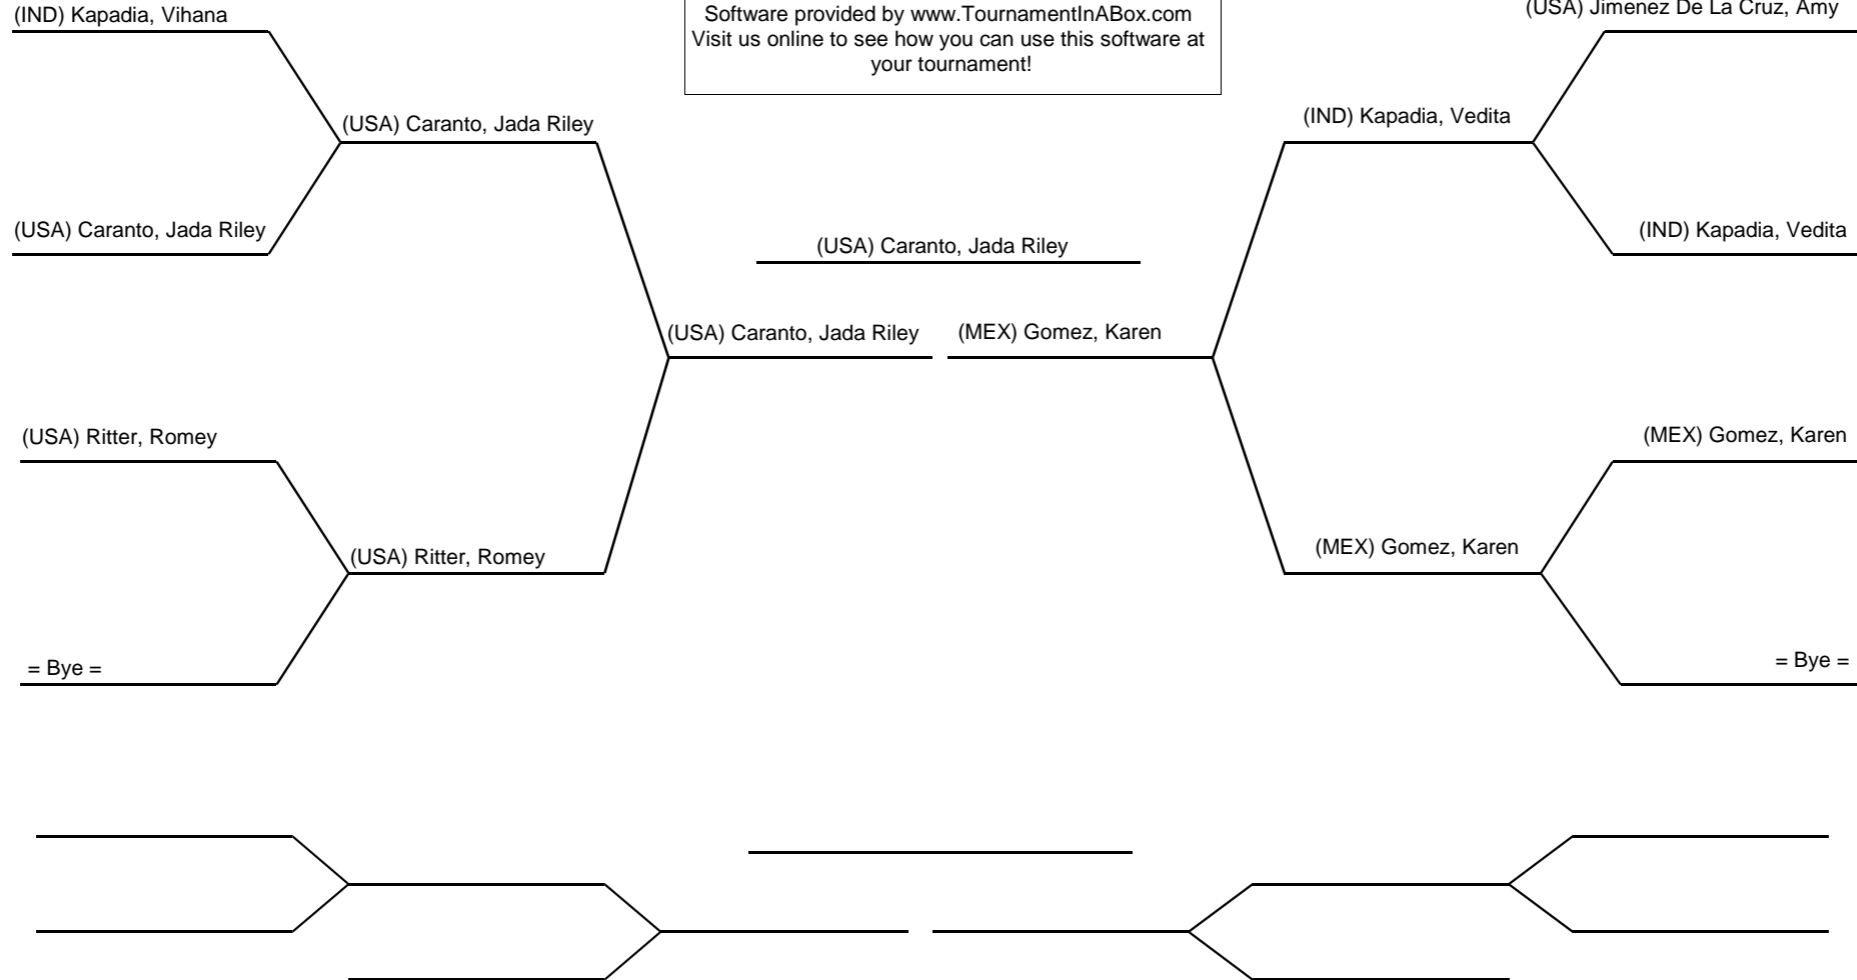 (IND) Kapadia, Vihana
Software provided by www.TournamentInABox.com
Visit us online to see how you can use this software at
your tournament!
(USA) Jimenez De La Cruz, Amy
(USA) Caranto, Jada Riley
(IND) Kapadia, Vedita
(USA) Caranto, Jada Riley
(USA) Caranto, Jada Riley
(IND) Kapadia, Vedita
(USA) Caranto, Jada Riley
(MEX) Gomez, Karen
(USA) Ritter, Romey
(MEX) Gomez, Karen
(USA) Ritter, Romey
(MEX) Gomez, Karen
= Bye =
= Bye =